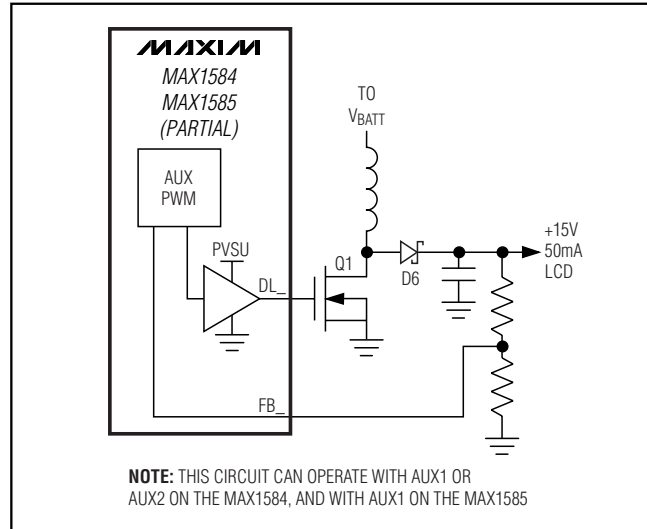 MAXIM
MAX1584
MAX1585
(PARTIAL)
TO
VBATT
AUX
PWM
PVSU
DL_
Q1
D6
+15V
50mA
LCD
FB_
NOTE: THIS CIRCUIT CAN OPERATE WITH AUX1 OR
AUX2 ON THE MAX1584, AND WITH AUX1 ON THE MAX1585